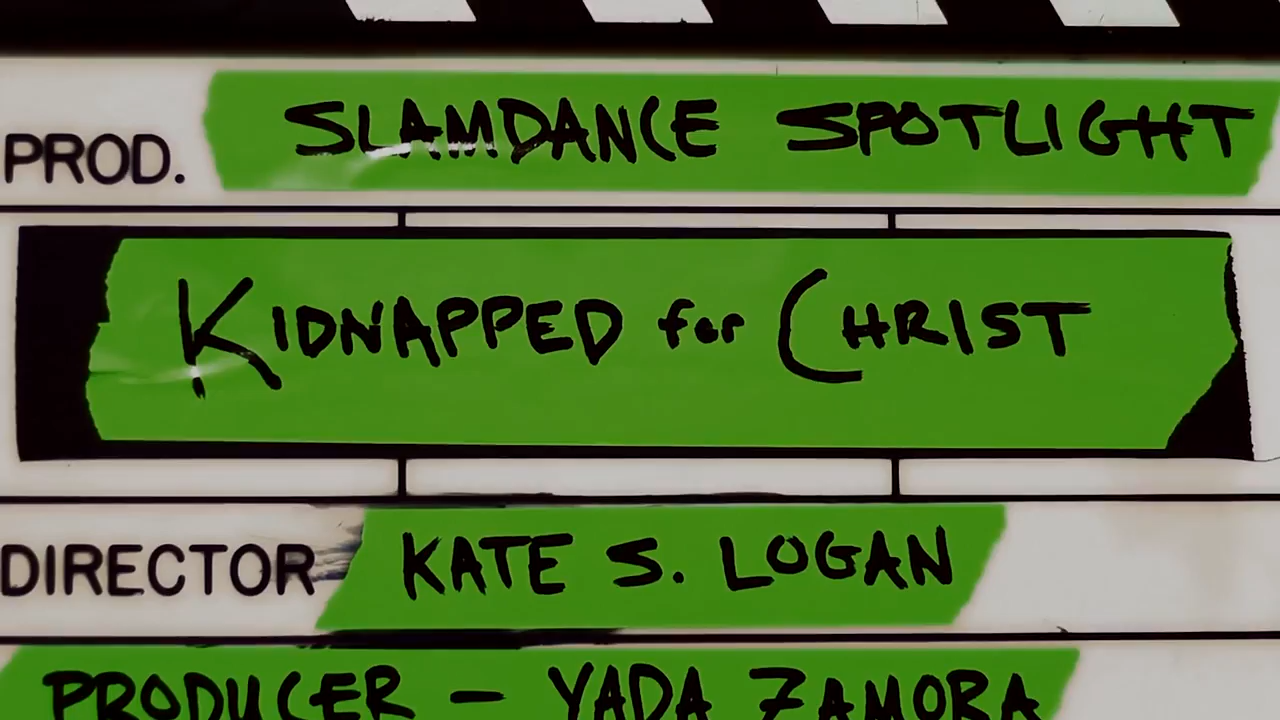 PROD. SLAMDANCE SPOTLIGHT
KIDNAPPED for CHRIST
DIRECTOR KATE S. LOGAN
PRODUCER - YADA ZAMORA